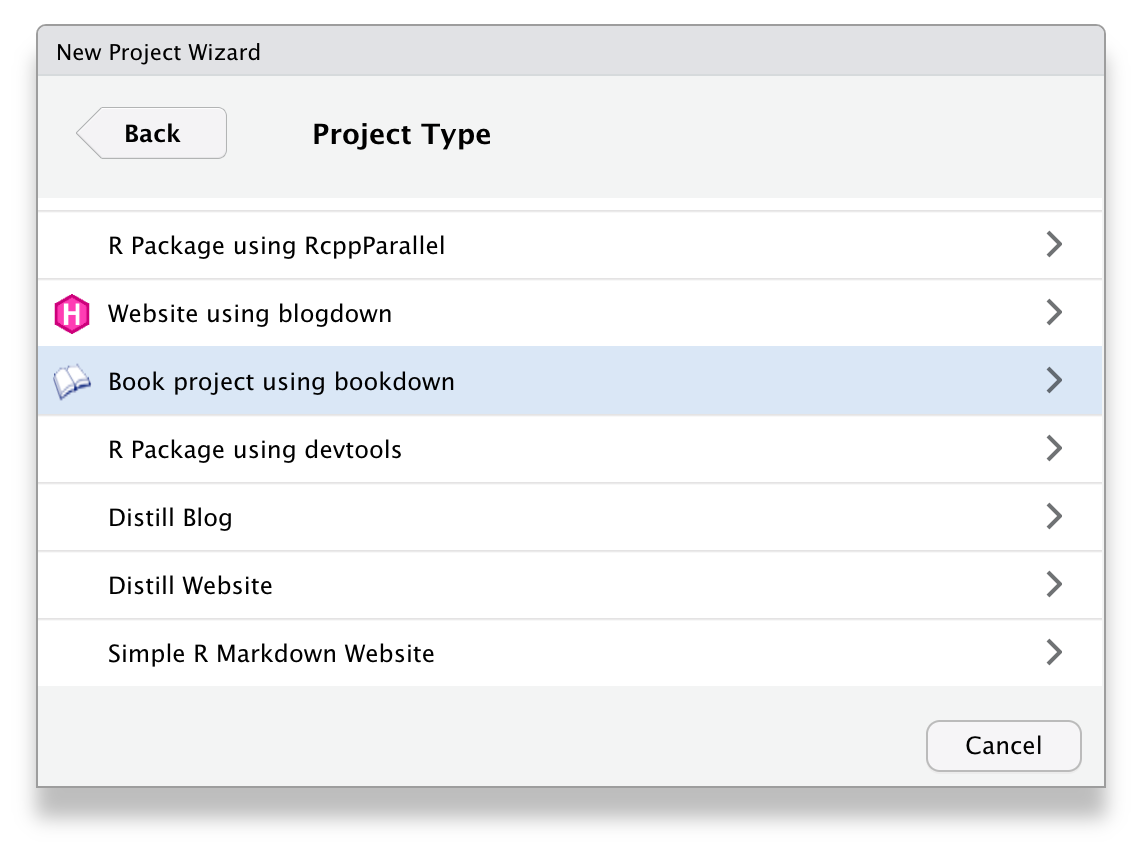 New Project Wizard
Back
Project Type
R Package using RcppParallel
H
Website using blogdown
Book project using bookdown
R Package using devtools
Distill Blog
Distill Website
Simple R Markdown Website
Cancel